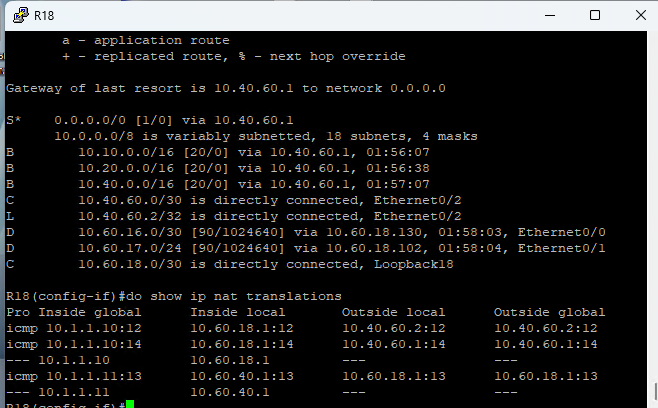 R18
a - application route
+ - replicated route, % - next hop override
Gateway of last resort is 10.40.60.1 to network 0.0.0.0
S*    0.0.0.0/0 [1/0] via 10.40.60.1
10.0.0.0/8 is variably subnetted, 18 subnets, 4 masks
B        10.10.0.0/16 [20/0] via 10.40.60.1, 01:56:07
B        10.20.0.0/16 [20/0] via 10.40.60.1, 01:56:38
B        10.40.0.0/16 [20/0] via 10.40.60.1, 01:57:07
C        10.40.60.0/30 is directly connected, Ethernet0/2
L        10.40.60.2/32 is directly connected, Ethernet0/2
D        10.60.16.0/30 [90/1024640] via 10.60.18.130, 01:58:03, Ethernet0/0
D        10.60.17.0/24 [90/1024640] via 10.60.18.102, 01:58:04, Ethernet0/1
C        10.60.18.0/30 is directly connected, Loopback18
R18(config-if)#do show ip nat translations
Pro Inside global      Inside local       Outside local      Outside global
icmp 10.1.1.10:12      10.60.18.1:12      10.40.60.2:12      10.40.60.2:12
icmp 10.1.1.10:14      10.60.18.1:14      10.40.60.1:14      10.40.60.1:14
--- 10.1.1.10          10.60.18.1         ---                ---
icmp 10.1.1.11:13      10.60.40.1:13      10.60.18.1:13      10.60.18.1:13
--- 10.1.1.11          10.60.40.1         ---                ---
R18(config-if)#